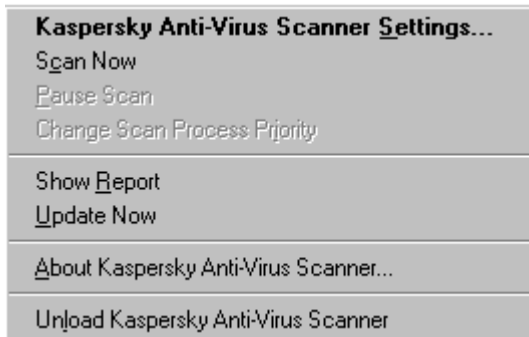 Kaspersky Anti-Virus Scanner Settings...
Scan Now
Pause Scan
Change Scan Process Priority
Show Report
Update Now
About Kaspersky Anti-Virus Scanner...
Unload Kaspersky Anti-Virus Scanner